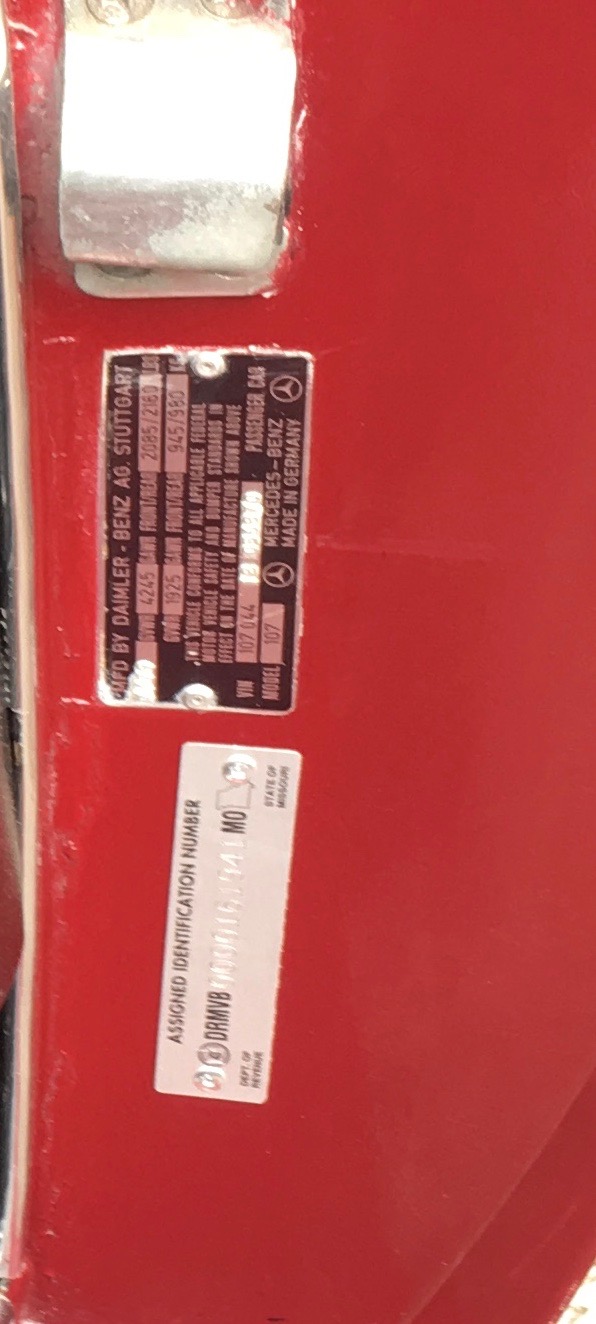 MFD BY DAIMLER-BENZ AG. STUTTGART
GVWR 4245 GAWR FRONT/REAR 2085/2160 LBS
GVWR 1925 GAWR FRONT/REAR 945/980 KG
THIS VEHICLE CONFORMS TO ALL APPLICABLE FEDERAL
MOTOR VEHICLE SAFETY AND BUMPER STANDARDS IN
EFFECT ON THE DATE OF MANUFACTURE SHOWN ABOVE
VIN 107 044 PASSENGER CAR
MODEL 107 MERCEDES-BENZ
MADE IN GERMANY
ASSIGNED IDENTIFICATION NUMBER
DRMVB MO
DEPT. OF
REVENUE
STATE OF
MISSOURI